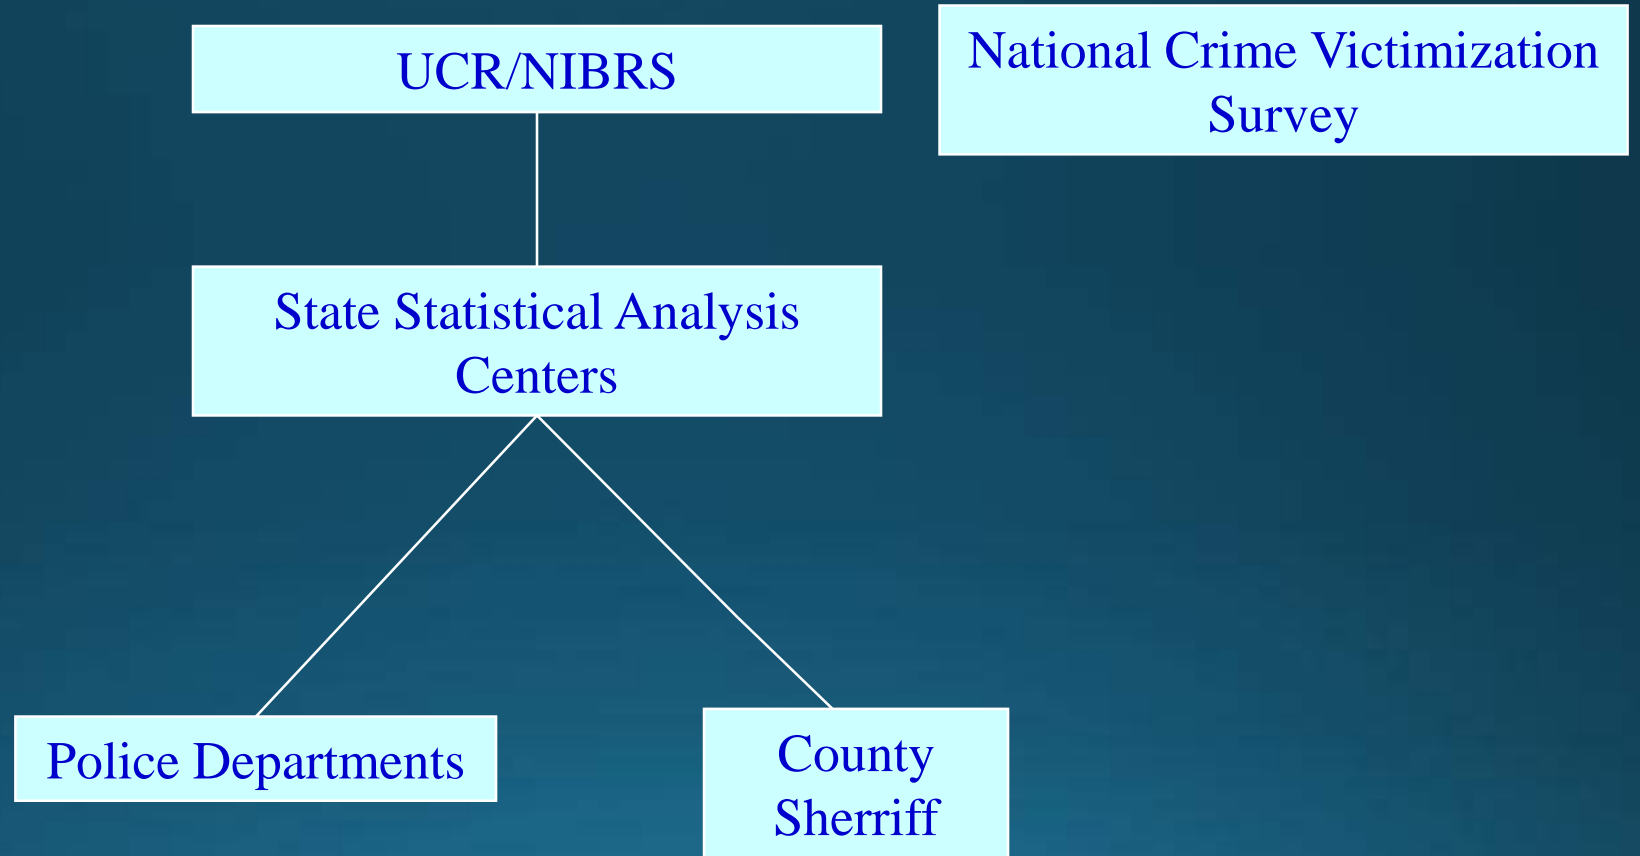 UCR/NIBRS
National Crime Victimization
Survey
State Statistical Analysis
Centers
Police Departments
County
Sherriff